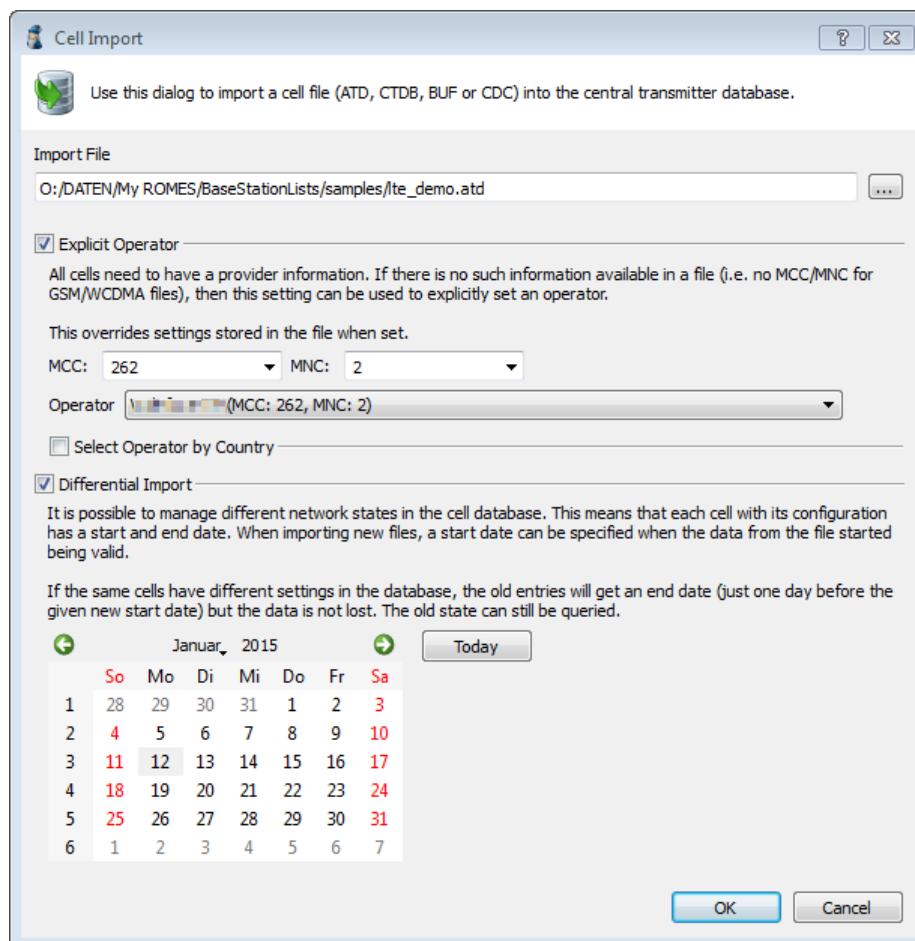 Cell Import
Use this dialog to import a cell file (ATD, CTDB, BUF or CDC) into the central transmitter database.
Import File
O:/DATEN/My ROMES/BaseStationLists/samples/lte_demo.atd
...
Explicit Operator
All cells need to have a provider information. If there is no such information available in a file (i.e. no MCC/MNC for
GSM/WCDMA files), then this setting can be used to explicitly set an operator.
This overrides settings stored in the file when set.
MCC: 262 MNC: 2
Operator (MCC: 262, MNC: 2)
Select Operator by Country
Differential Import
It is possible to manage different network states in the cell database. This means that each cell with its configuration
has a start and end date. When importing new files, a start date can be specified when the data from the file started
being valid.
If the same cells have different settings in the database, the old entries will get an end date (just one day before the
given new start date) but the data is not lost. The old state can still be queried.
Januar 2015 Today
So Mo Di Mi Do Fr Sa
1 28 29 30 31 1 2 3
2 4 5 6 7 8 9 10
3 11 12 13 14 15 16 17
4 18 19 20 21 22 23 24
5 25 26 27 28 29 30 31
6 1 2 3 4 5 6 7
OK Cancel